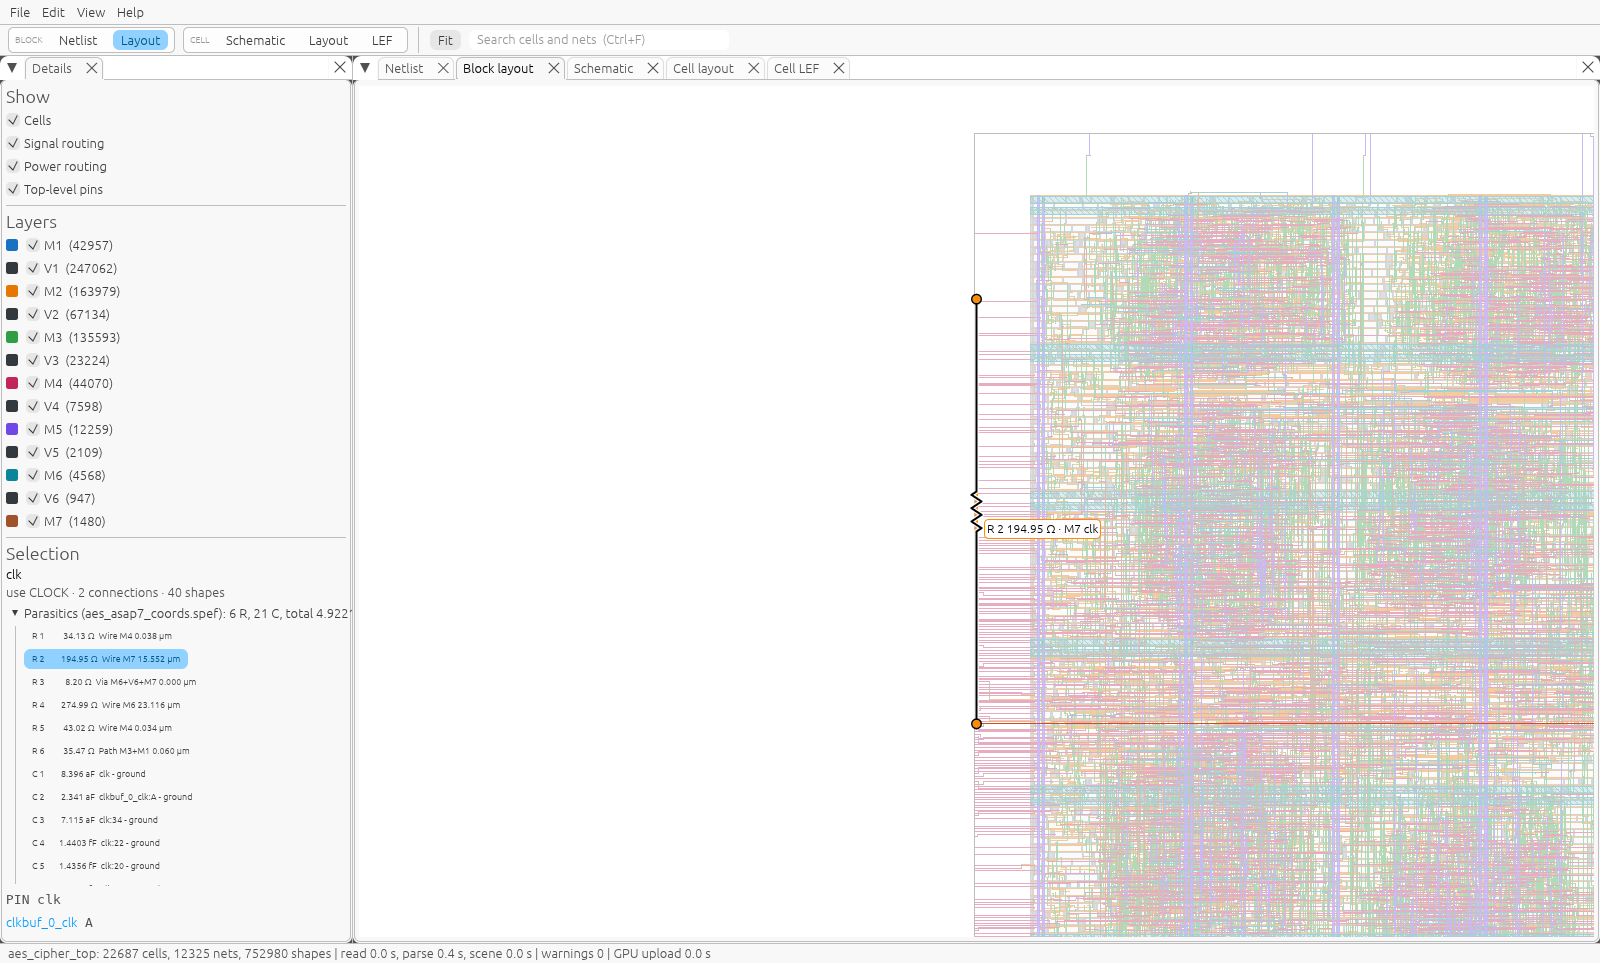 File Edit View Help
BLOCK Netlist Layout CELL Schematic Layout LEF Fit Search cells and nets (Ctrl+F)
Details Netlist Block layout Schematic Cell layout Cell LEF
Show
Cells
Signal routing
Power routing
Top-level pins
Layers
M1 (42957)
V1 (247062)
M2 (163979)
V2 (67134)
M3 (135593)
V3 (23224)
M4 (44070)
V4 (7598)
M5 (12259)
V5 (2109)
M6 (4568)
V6 (947)
M7 (1480)
Selection
clk
use CLOCK · 2 connections · 40 shapes
Parasitics (aes_asap7_coords.spef): 6 R, 21 C, total 4.922
R 1 34.13 Ω Wire M4 0.038 µm
R 2 194.95 Ω Wire M7 15.552 µm
R 3 8.20 Ω Via M6+V6+M7 0.000 µm
R 4 274.99 Ω Wire M6 23.116 µm
R 5 43.02 Ω Wire M4 0.034 µm
R 6 35.47 Ω Path M3+M1 0.060 µm
C 1 8.396 aF clk - ground
C 2 2.341 aF clkbuf_0_clk:A - ground
C 3 7.115 aF clk:34 - ground
C 4 1.4403 fF clk:22 - ground
C 5 1.4356 fF clk:20 - ground
PIN clk
clkbuf_0_clk A
R 2 194.95 Ω · M7 clk
aes_cipher_top: 22687 cells, 12325 nets, 752980 shapes | read 0.0 s, parse 0.4 s, scene 0.0 s | warnings 0 | GPU upload 0.0 s